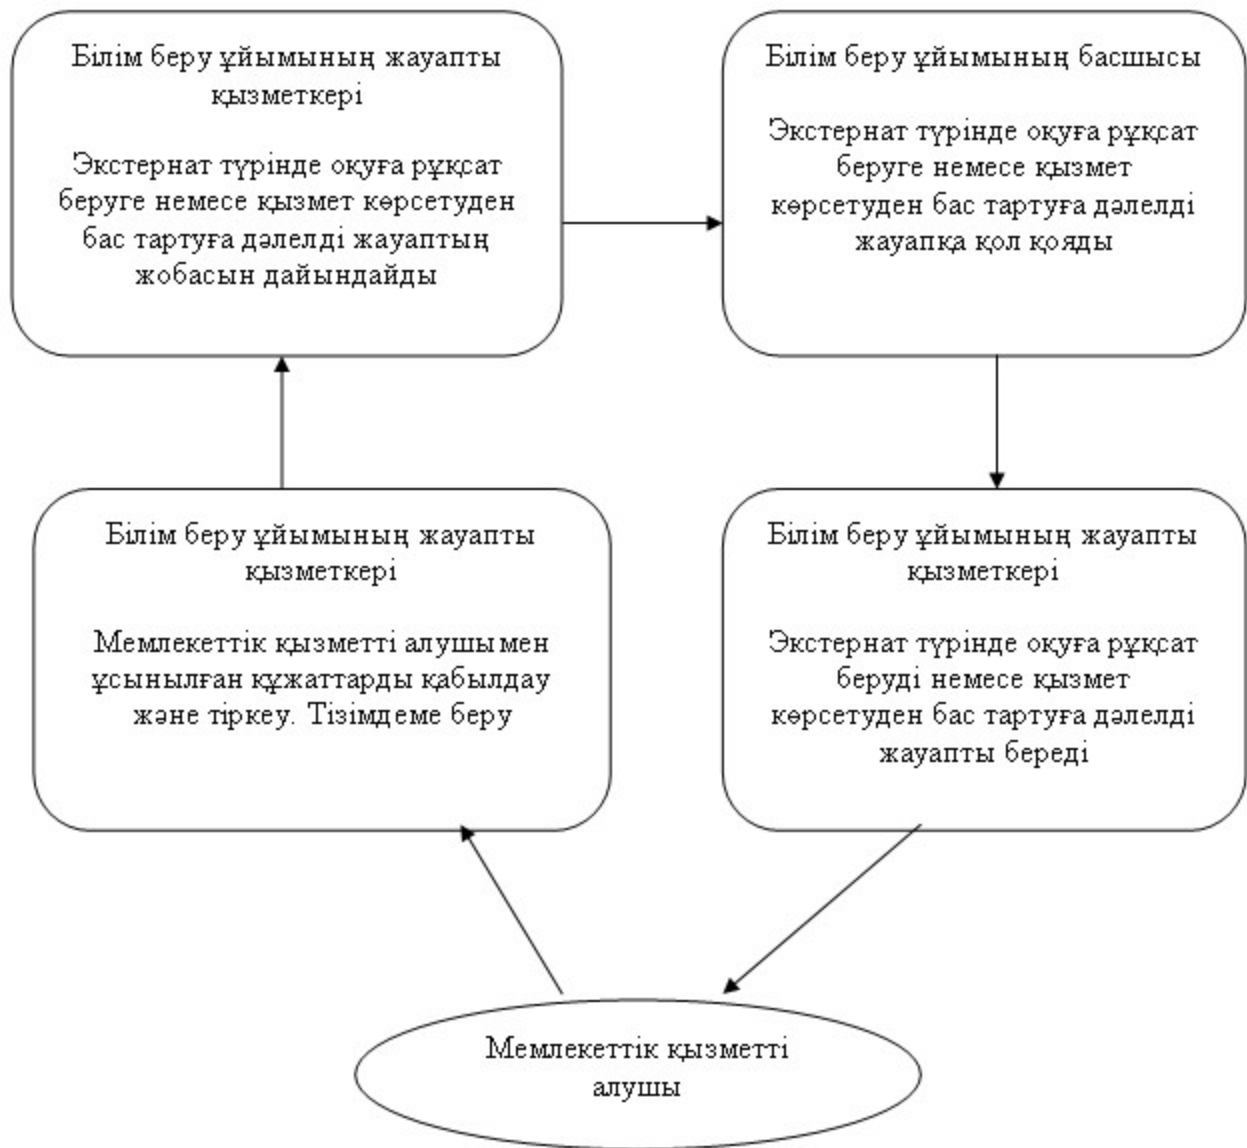 Білім беру ұйымының жауапты
қызметкері
Экстернат түрінде оқуға рұқсат
беруге немесе қызмет көрсетуден
бас тартуға дәлелді жауаптың
жобасын дайындайды
Білім беру ұйымының басшысы
Экстернат түрінде оқуға рұқсат
беруге немесе қызмет
көрсетуден бас тартуға дәлелді
жауапқа қол қояды
Білім беру ұйымының жауапты
қызметкері
Мемлекеттік қызметті алушымен
ұсынылған құжаттарды қабылдау
және тіркеу. Тізімдеме беру
Білім беру ұйымының жауапты
қызметкері
Экстернат түрінде оқуға рұқсат
беруді немесе қызмет
көрсетуден бас тартуға дәлелді
жауапты береді
Мемлекеттік қызметті
алушы